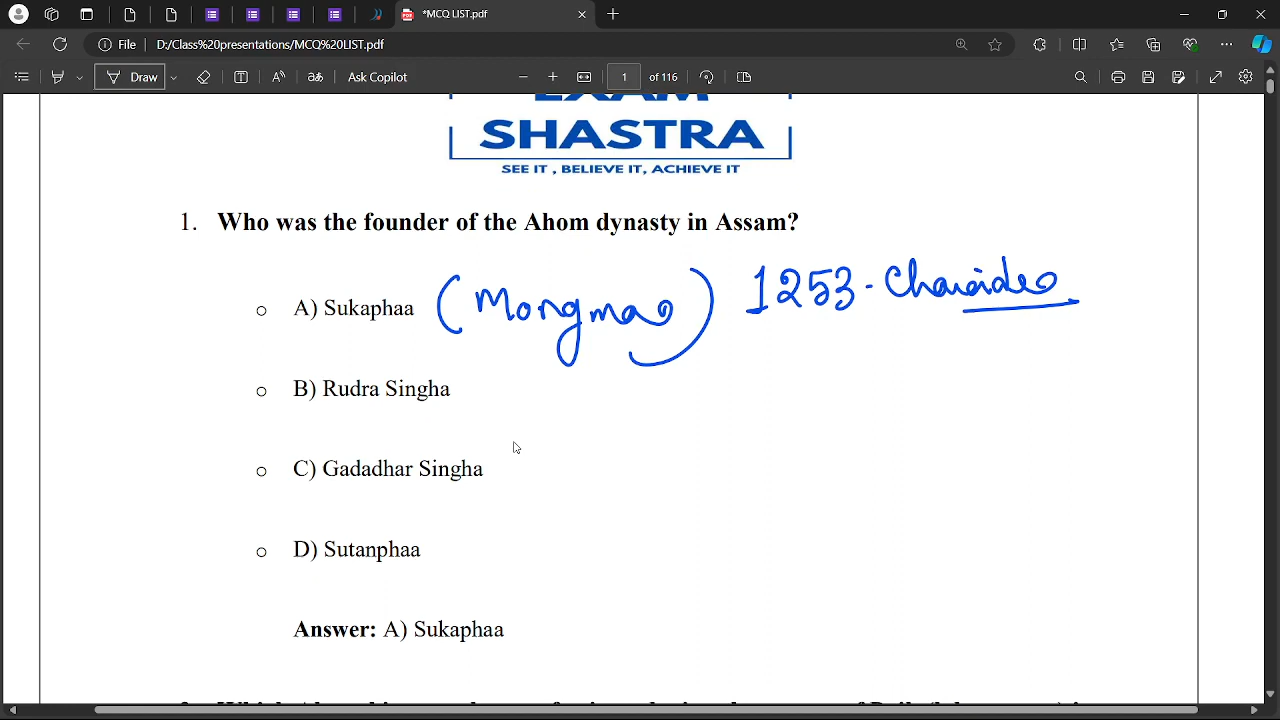 *MCQ LIST.pdf
File | D:/Class%20presentations/MCQ%20LIST.pdf
Draw Ask Copilot 1 of 116
EXAM
SHASTRA
SEE IT , BELIEVE IT, ACHIEVE IT
1. Who was the founder of the Ahom dynasty in Assam?
A) Sukaphaa (Mongmao) 1253 - Charaideo
B) Rudra Singha
C) Gadadhar Singha
D) Sutanphaa
Answer: A) Sukaphaa